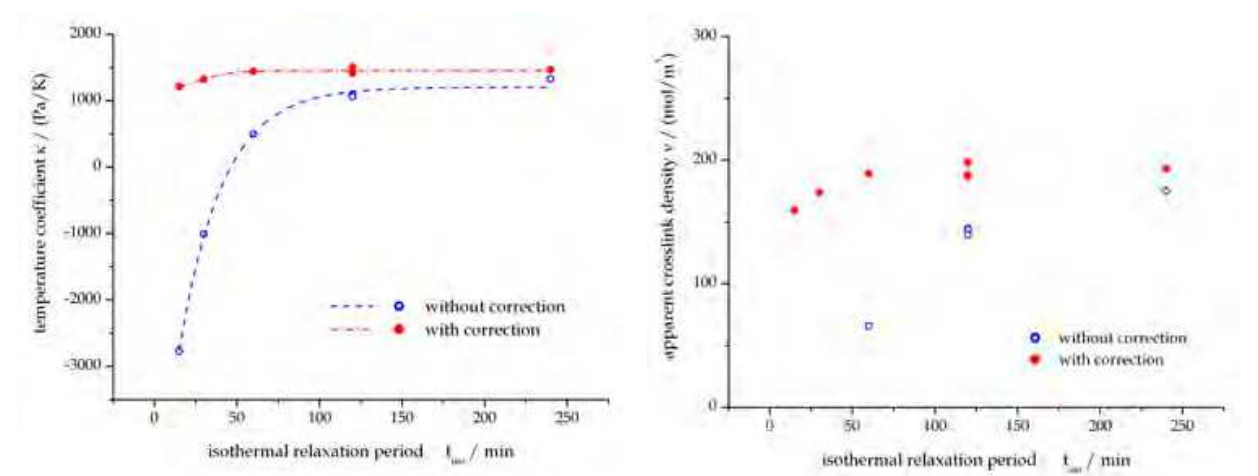 temperature coefficient κ / (Pa/K)
2000
1000
0
-1000
-2000
-3000
without correction
with correction
0 50 100 150 200 250
isothermal relaxation period t / min
apparent crosslink density ν / (mol/m³)
300
200
100
0
without correction
with correction
0 50 100 150 200 250
isothermal relaxation period t / min